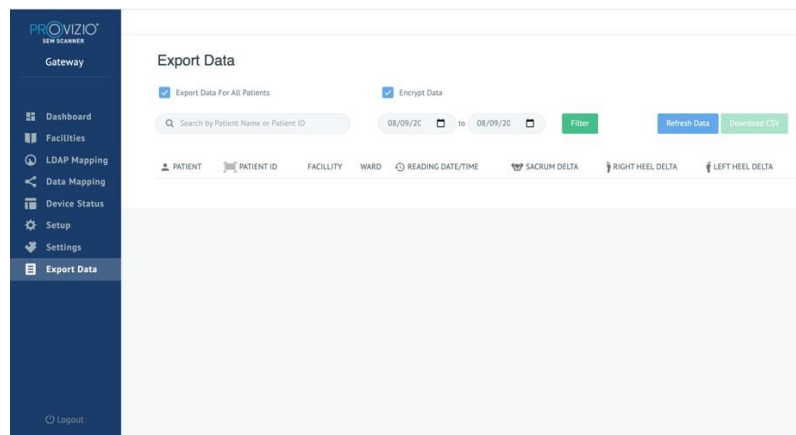 PROVIZIO®
SEM SCANNER
Gateway
Dashboard
Facilities
LDAP Mapping
Data Mapping
Device Status
Setup
Settings
Export Data
Logout
Export Data
Export Data For All Patients
Encrypt Data
Search by Patient Name or Patient ID
08/09/20
to
08/09/20
Filter
Refresh Data
Download CSV
PATIENT
PATIENT ID
FACILLITY
WARD
READING DATE/TIME
SACRUM DELTA
RIGHT HEEL DELTA
LEFT HEEL DELTA